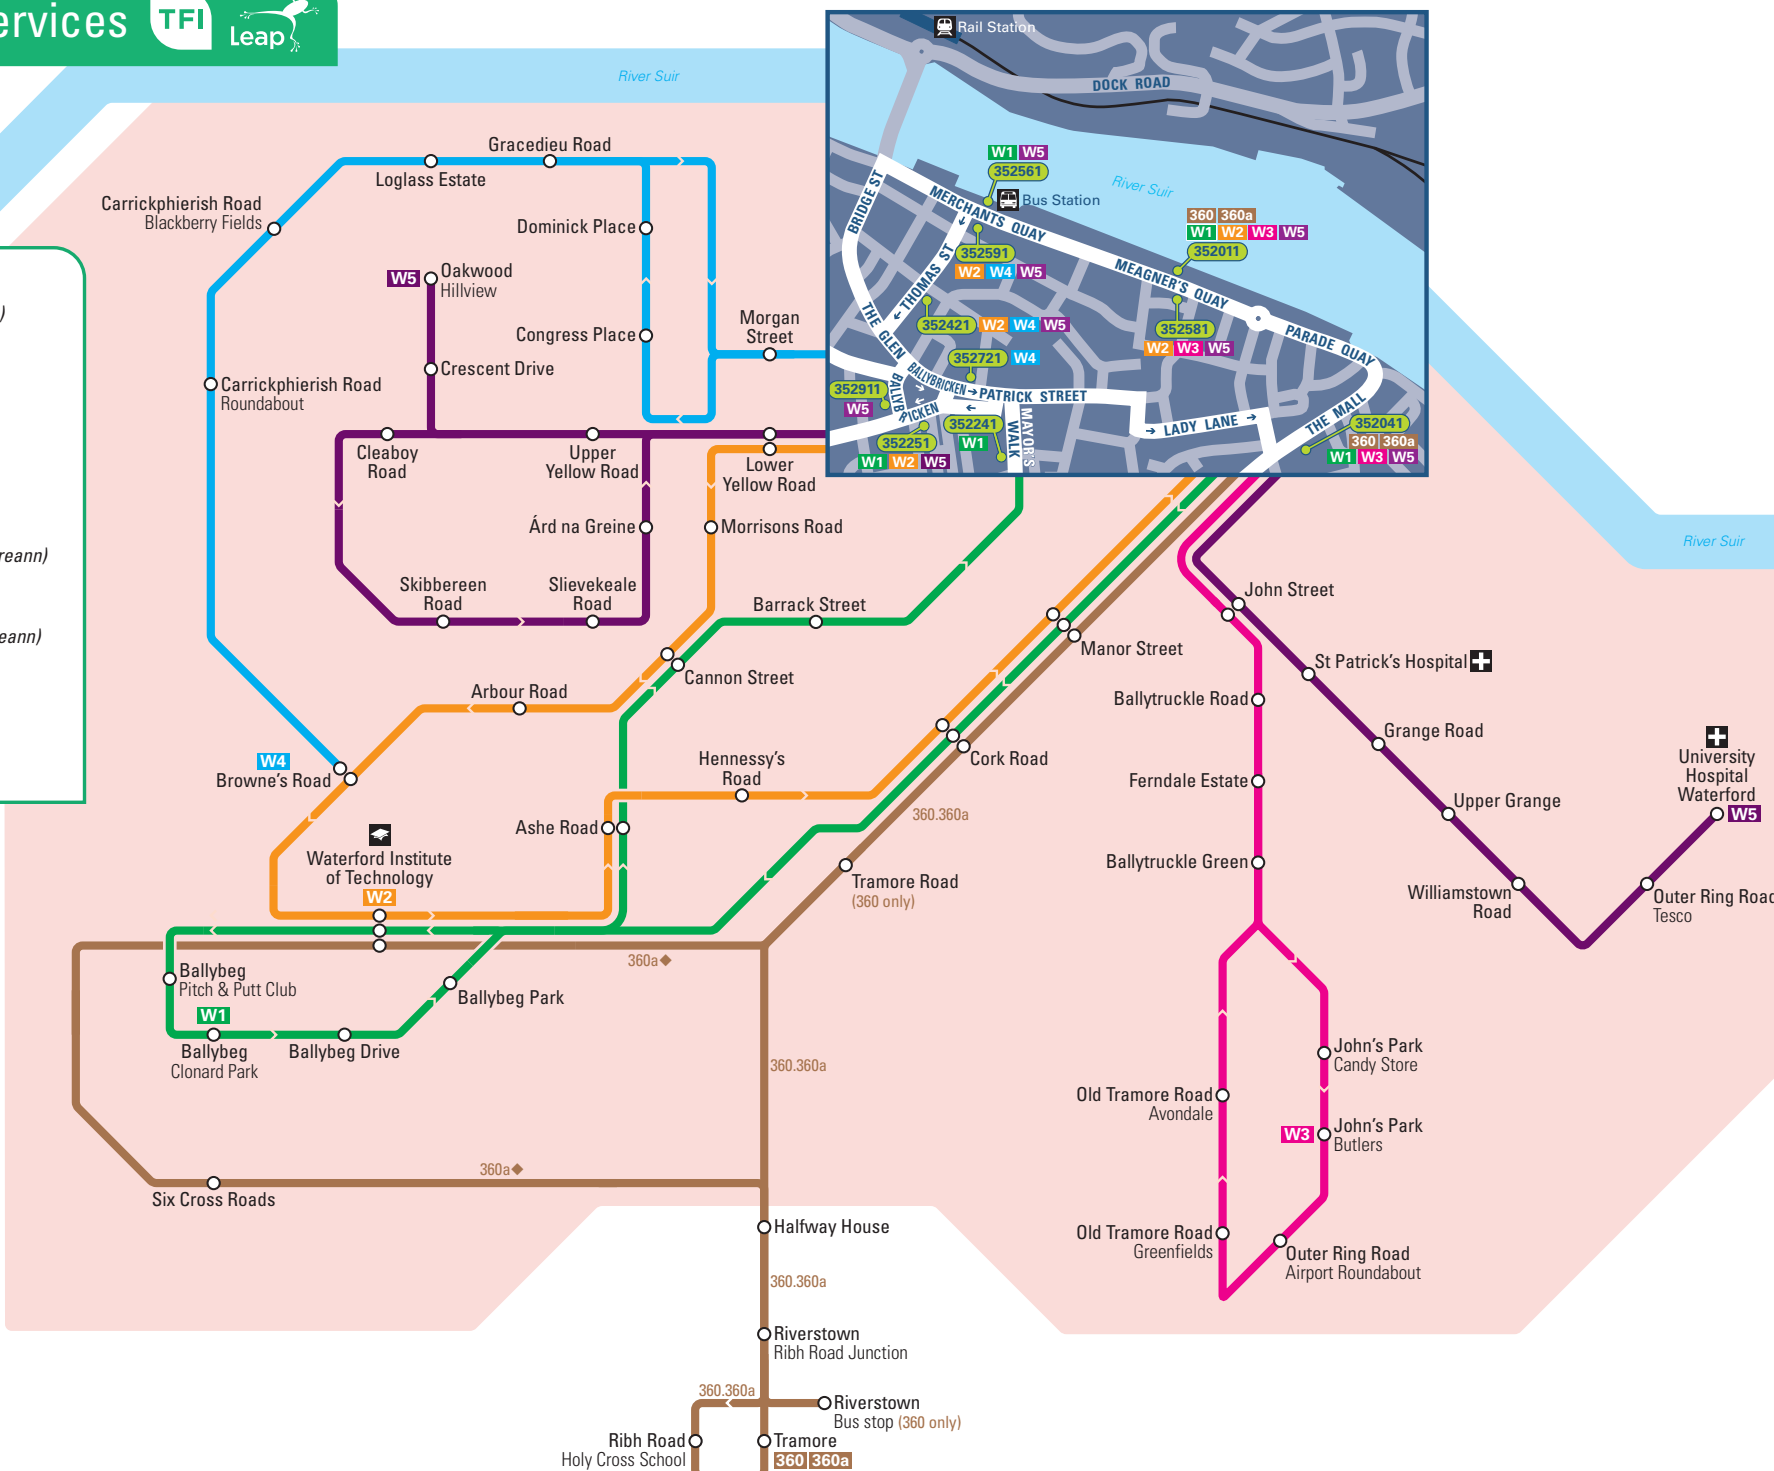 ervices
TFI
Leap
River Suir
Rail Station
DOCK ROAD
W1 W5
352561
River Suir
Bus Station
BRIDGE ST
MERCHANTS QUAY
360 360a
W1 W2 W3 W5
352011
352591
W2 W4 W5
THOMAS ST
MEAGNER'S QUAY
THE GLEN
352421 W2 W4 W5
352581
W2 W3 W5
PARADE QUAY
352721 W4
BALLYBRICKEN
PATRICK STREET
352911
W5
BALLYBRICKEN
352241
W1
MAYOR'S
WALK
LADY LANE
THE MALL
352041
360 360a
W1 W3 W5
352251
W1 W2 W5
Gracedieu Road
Loglass Estate
Carrickphierish Road
Blackberry Fields
Dominick Place
W5
Oakwood
Hillview
Congress Place
Morgan
Street
Crescent Drive
Carrickphierish Road
Roundabout
)
Cleaboy
Road
Upper
Yellow Road
Lower
Yellow Road
Árd na Greine
Morrisons Road
reann)
River Suir
Skibbereen
Road
Slievekeale
Road
Barrack Street
John Street
eann)
Manor Street
St Patrick's Hospital
Cannon Street
Arbour Road
Ballytruckle Road
Grange Road
W4
Browne's Road
Hennessy's
Road
Cork Road
University
Hospital
Waterford
W5
Ferndale Estate
Upper Grange
360.360a
Ashe Road
Waterford Institute
of Technology
W2
Ballytruckle Green
Tramore Road
(360 only)
Williamstown
Road
Outer Ring Road
Tesco
360a◆
Ballybeg
Pitch & Putt Club
Ballybeg Park
W1
Ballybeg
Clonard Park
Ballybeg Drive
360.360a
John's Park
Candy Store
Old Tramore Road
Avondale
W3
John's Park
Butlers
360a◆
Six Cross Roads
Halfway House
Old Tramore Road
Greenfields
Outer Ring Road
Airport Roundabout
360.360a
Riverstown
Ribh Road Junction
360.360a
Riverstown
Bus stop (360 only)
Ribh Road
Holy Cross School
Tramore
360 360a